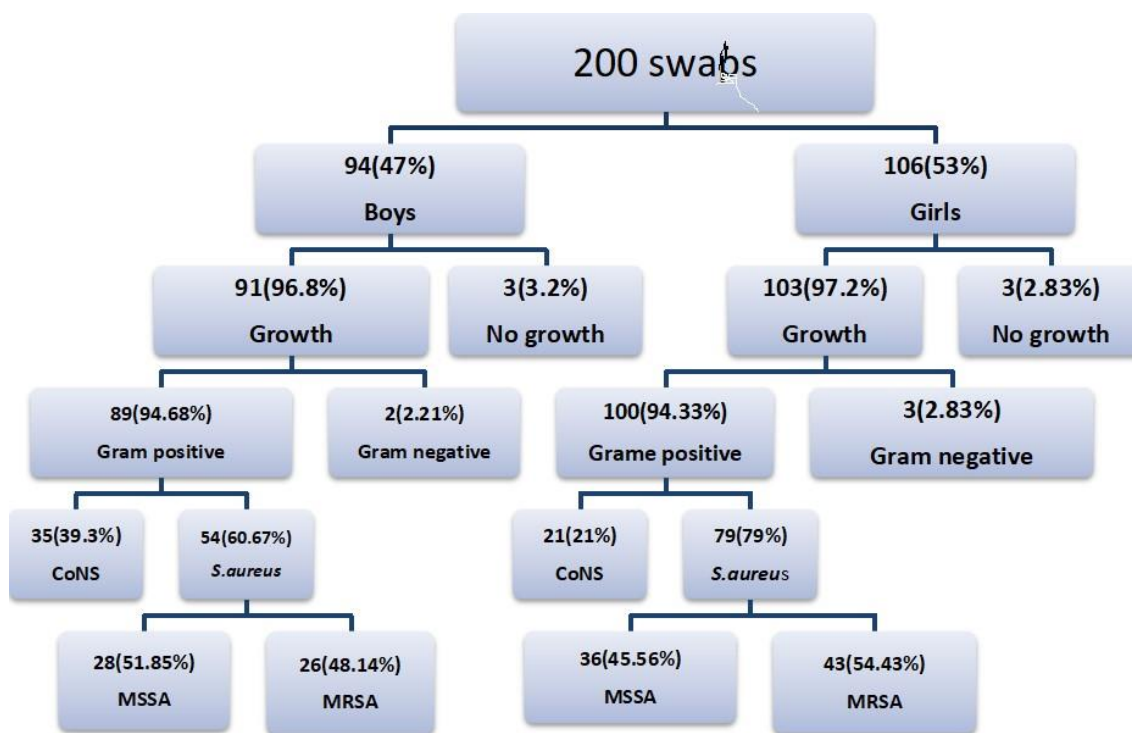 200 swabs
94(47%)
Boys
106(53%)
Girls
91(96.8%)
Growth
3(3.2%)
No growth
103(97.2%)
Growth
3(2.83%)
No growth
89(94.68%)
Gram positive
2(2.21%)
Gram negative
100(94.33%)
Grame positive
3(2.83%)
Gram negative
35(39.3%)
CoNS
54(60.67%)
S.aureus
21(21%)
CoNS
79(79%)
S.aureus
28(51.85%)
MSSA
26(48.14%)
MRSA
36(45.56%)
MSSA
43(54.43%)
MRSA